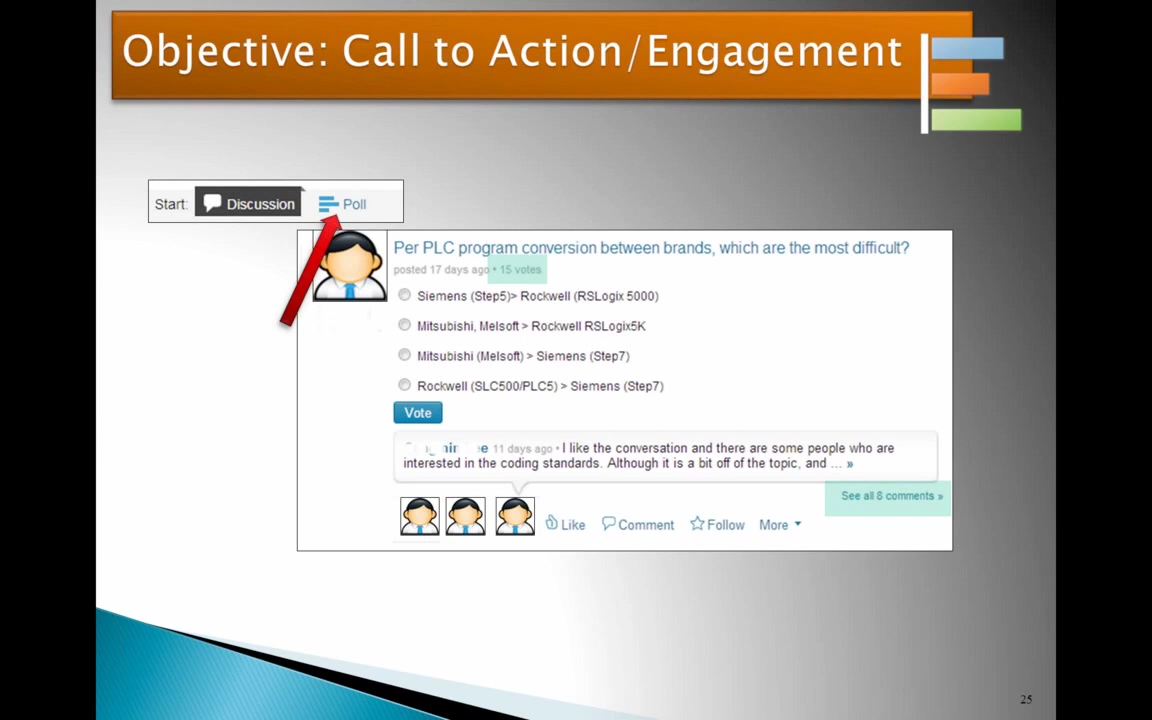 Objective: Call to Action/Engagement
Start: Discussion Poll
Per PLC program conversion between brands, which are the most difficult?
posted 17 days ago • 15 votes
Siemens (Step5)> Rockwell (RSLogix 5000)
Mitsubishi, Melsoft > Rockwell RSLogix5K
Mitsubishi (Melsoft) > Siemens (Step7)
Rockwell (SLC500/PLC5) > Siemens (Step7)
Vote
11 days ago • I like the conversation and there are some people who are
interested in the coding standards. Although it is a bit off of the topic, and ... »
See all 8 comments »
Like Comment Follow More
25